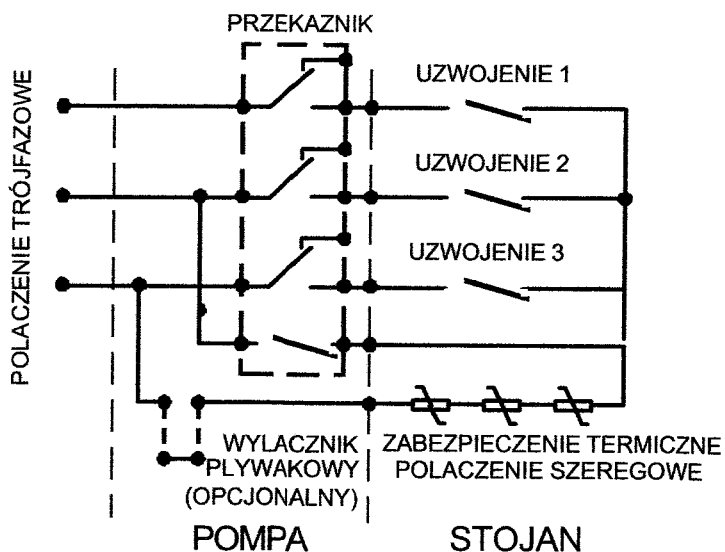 PRZEKAZNIK
POLACZENIE TRÓJFAZOWE
UZWOJENIE 1
UZWOJENIE 2
UZWOJENIE 3
WYLACZNIK
PLYWAKOWY
(OPCJONALNY)
ZABEZPIECZENIE TERMICZNE
POLACZENIE SZEREGOWE
POMPA
STOJAN